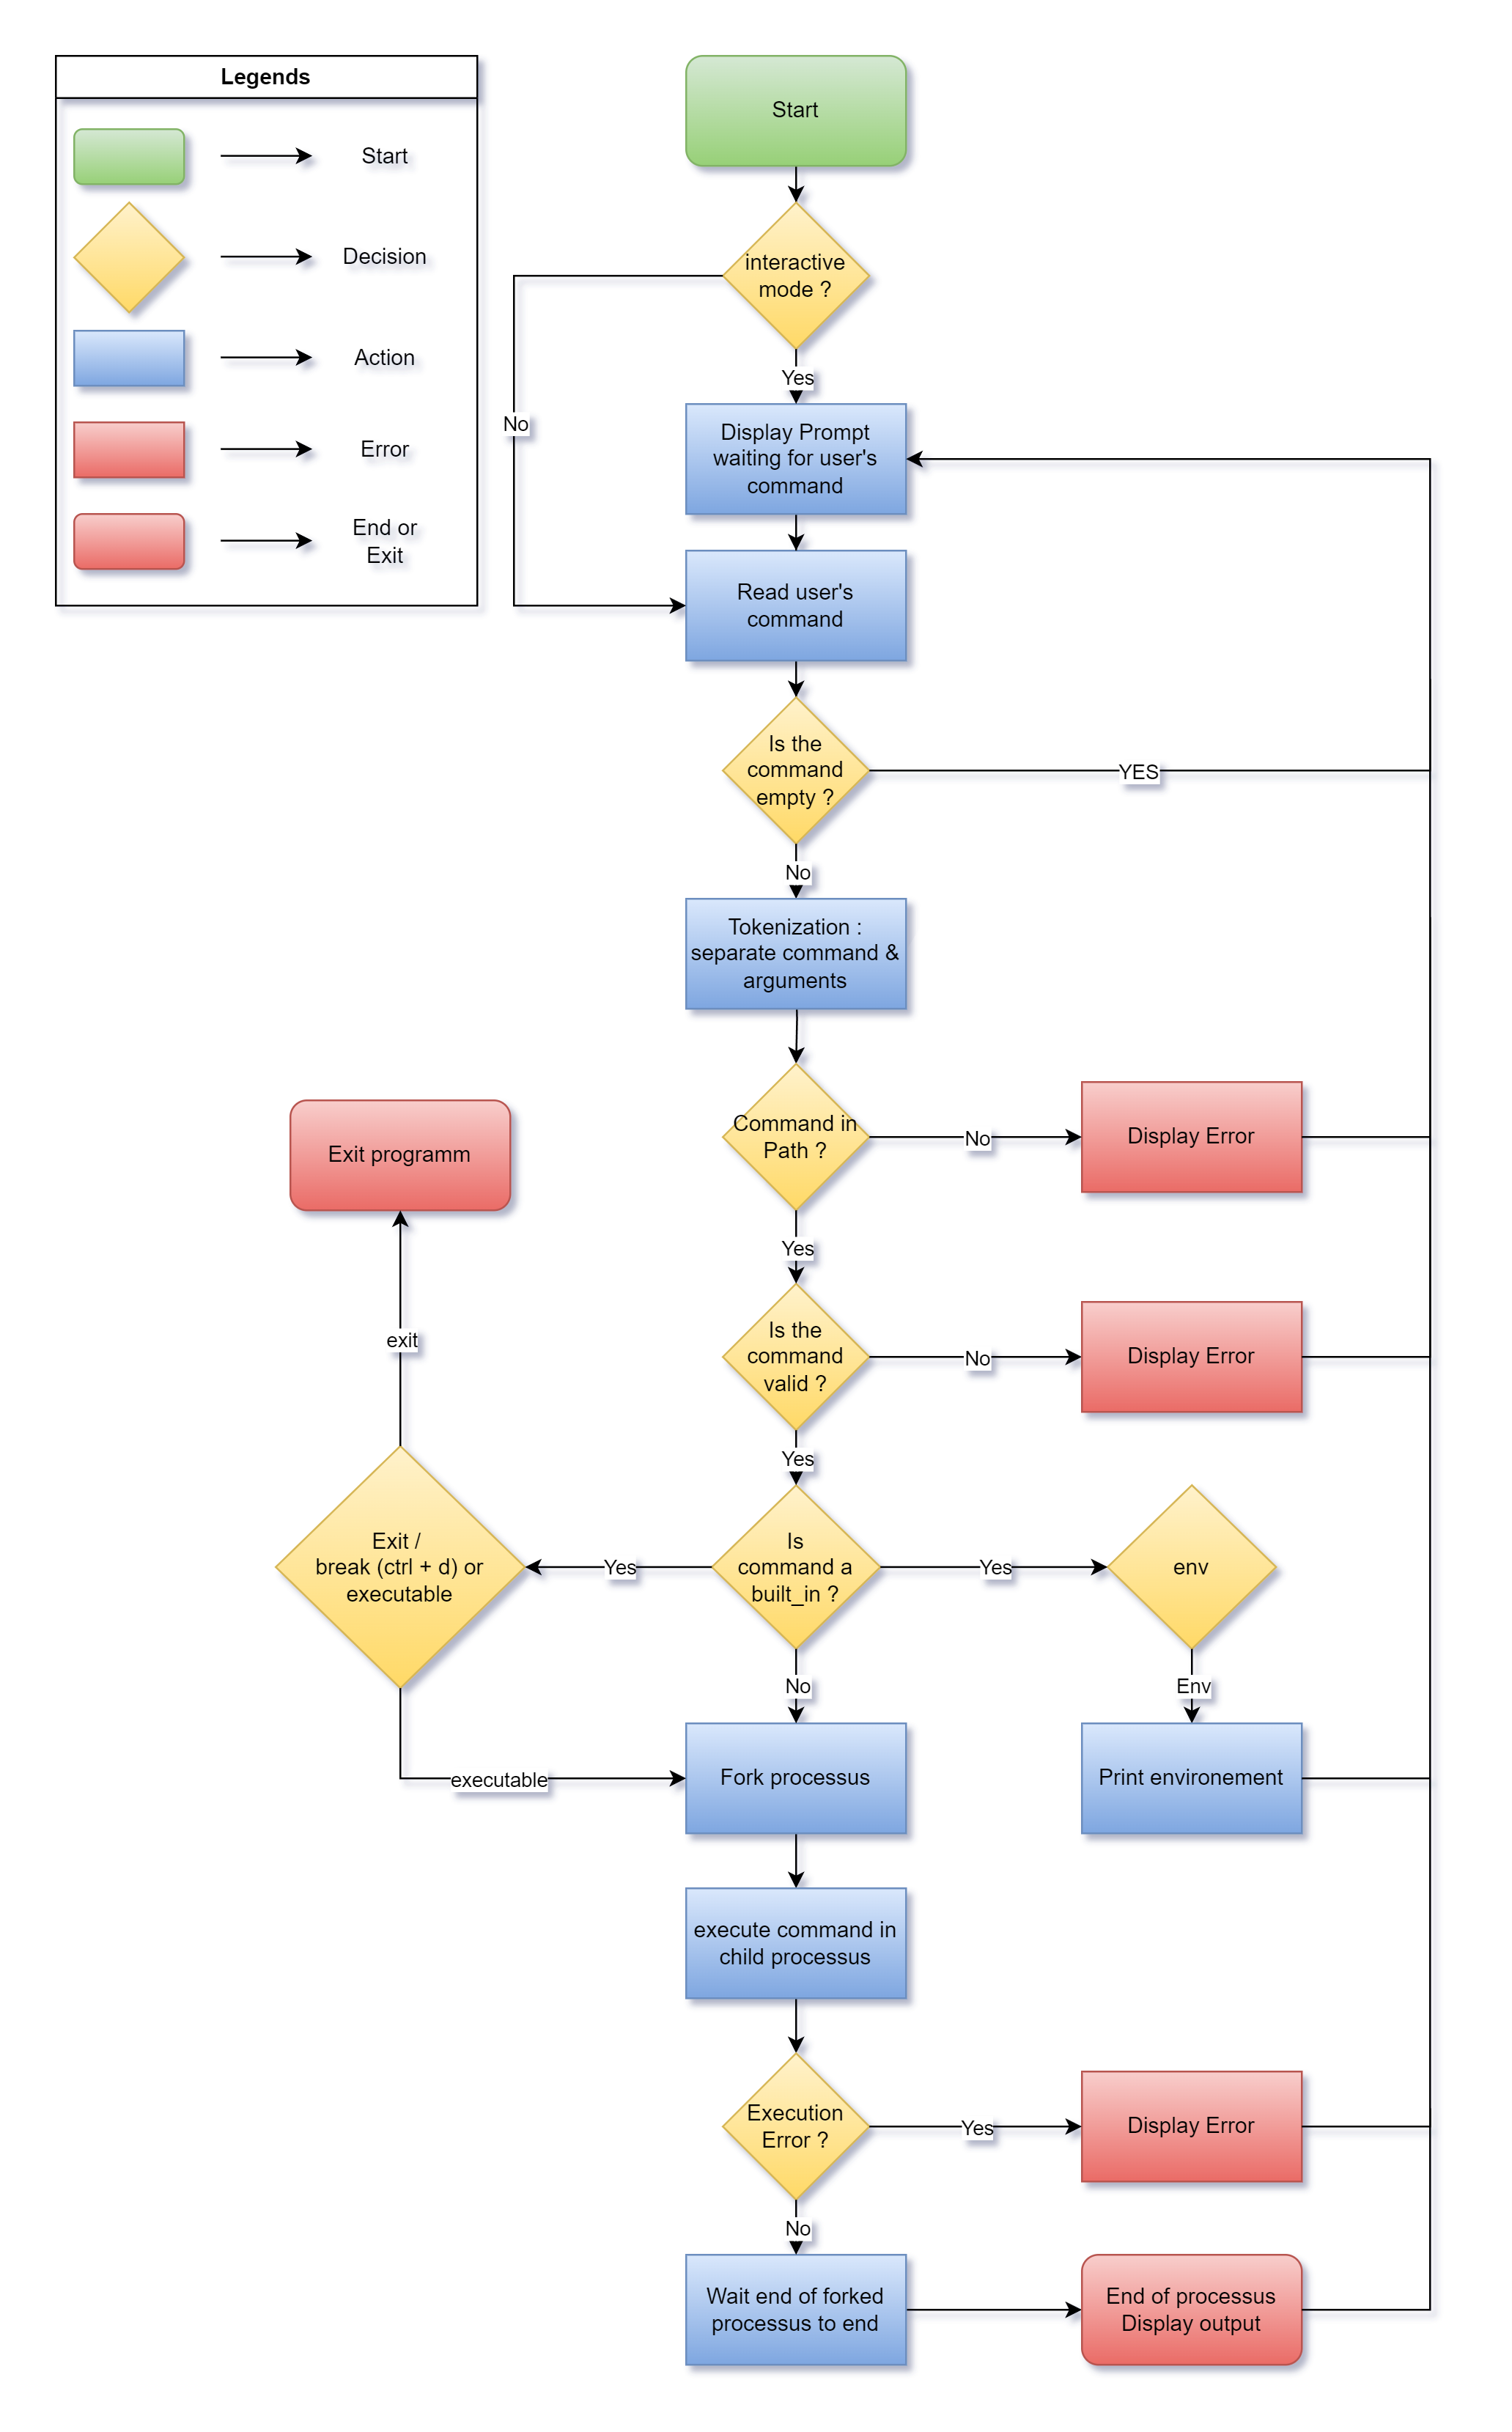 Legends
Start
Decision
Action
Error
End or
Exit
Start
interactive
mode ?
No
Yes
Display Prompt
waiting for user's
command
Read user's
command
Is the
command
empty ?
YES
No
Tokenization :
separate command &
arguments
Command in
Path ?
No
Display Error
Exit programm
Yes
Is the
command
valid ?
No
Display Error
exit
Yes
Exit /
break (ctrl + d) or
executable
Yes
Is
command a
built_in ?
Yes
env
No
Env
executable
Fork processus
Print environement
execute command in
child processus
Execution
Error ?
Yes
Display Error
No
Wait end of forked
processus to end
End of processus
Display output